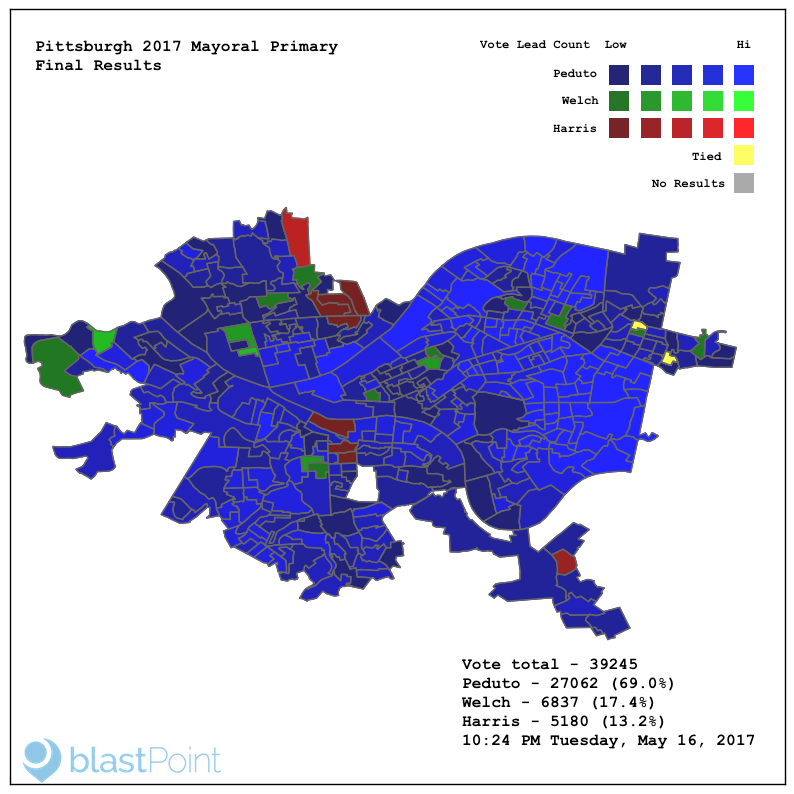 Pittsburgh 2017 Mayoral Primary
Final Results
Vote Lead Count Low Hi
Peduto
Welch
Harris
Tied
No Results
Vote total - 39245
Peduto - 27062 (69.0%)
Welch - 6837 (17.4%)
Harris - 5180 (13.2%)
10:24 PM Tuesday, May 16, 2017
blastPoint